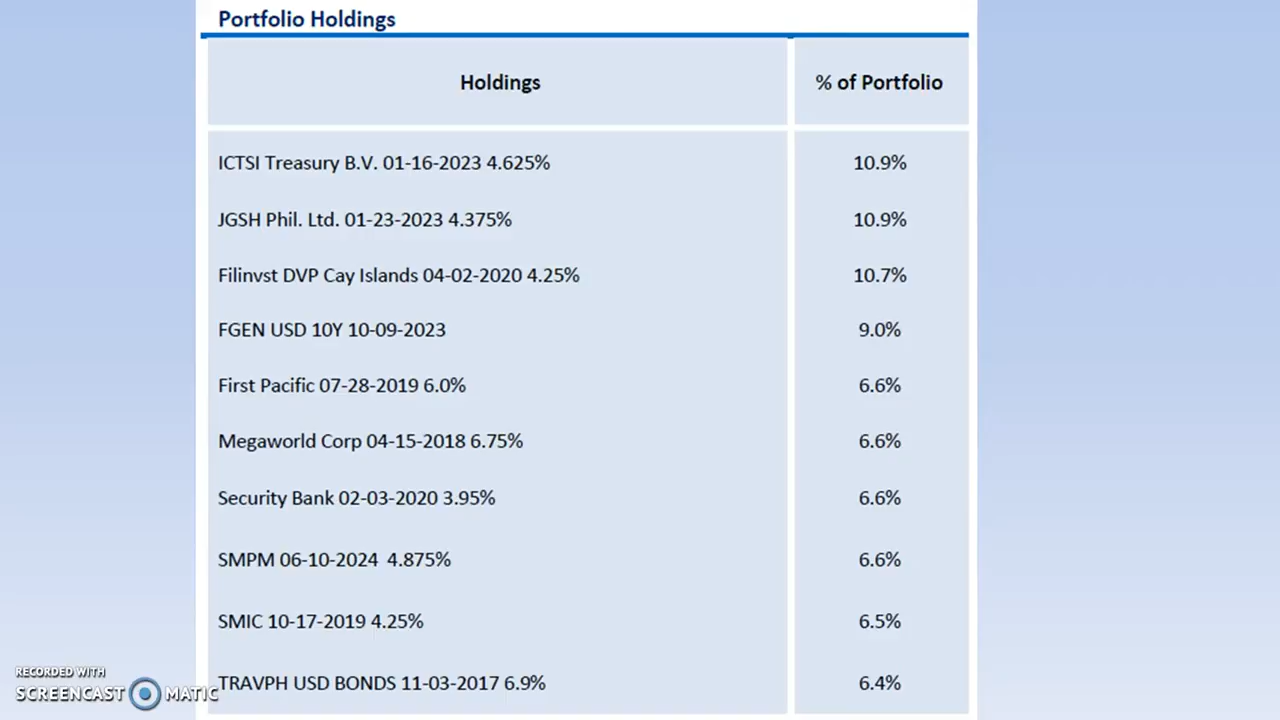 Portfolio Holdings
Holdings % of Portfolio
ICTSI Treasury B.V. 01-16-2023 4.625% 10.9%
JGSH Phil. Ltd. 01-23-2023 4.375% 10.9%
Filinvst DVP Cay Islands 04-02-2020 4.25% 10.7%
FGEN USD 10Y 10-09-2023 9.0%
First Pacific 07-28-2019 6.0% 6.6%
Megaworld Corp 04-15-2018 6.75% 6.6%
Security Bank 02-03-2020 3.95% 6.6%
SMPM 06-10-2024 4.875% 6.6%
SMIC 10-17-2019 4.25% 6.5%
TRAVPH USD BONDS 11-03-2017 6.9% 6.4%
RECORDED WITH
SCREENCAST MATIC